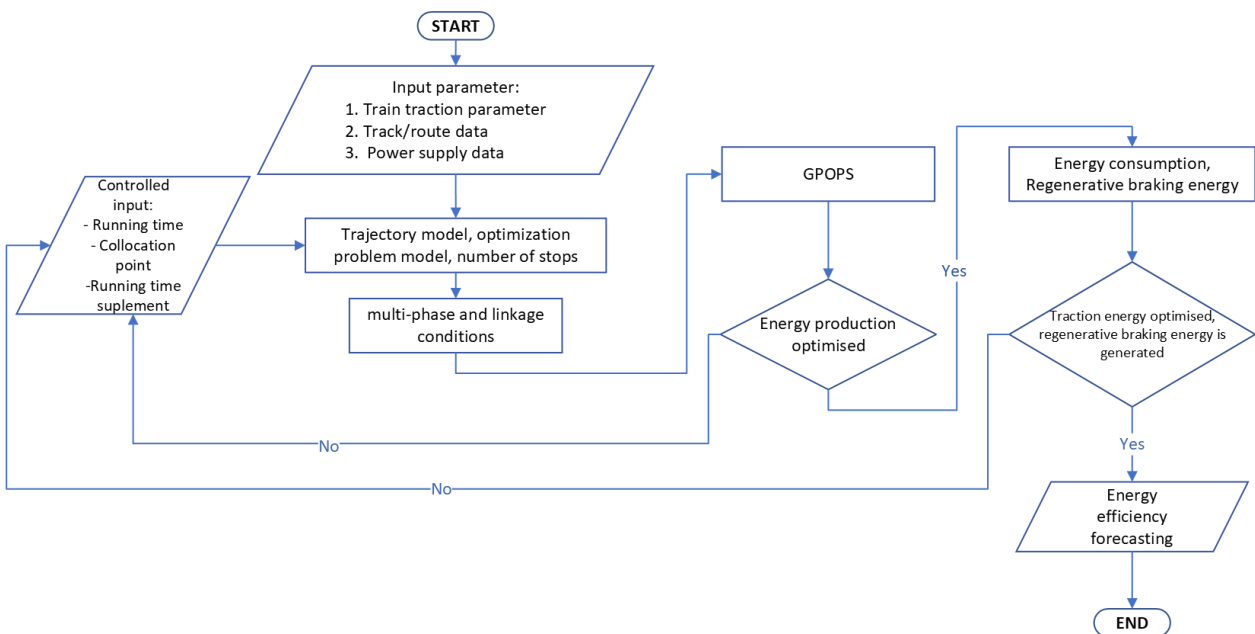 START
Input parameter:
1. Train traction parameter
2. Track/route data
3. Power supply data
Controlled
input:
- Running time
- Collocation
point
-Running time
suplement
Trajectory model, optimization
problem model, number of stops
multi-phase and linkage
conditions
GPOPS
Energy production
optimised
No
Yes
Energy consumption,
Regenerative braking energy
Traction energy optimised,
regenerative braking energy is
generated
No
Yes
Energy
efficiency
forecasting
END